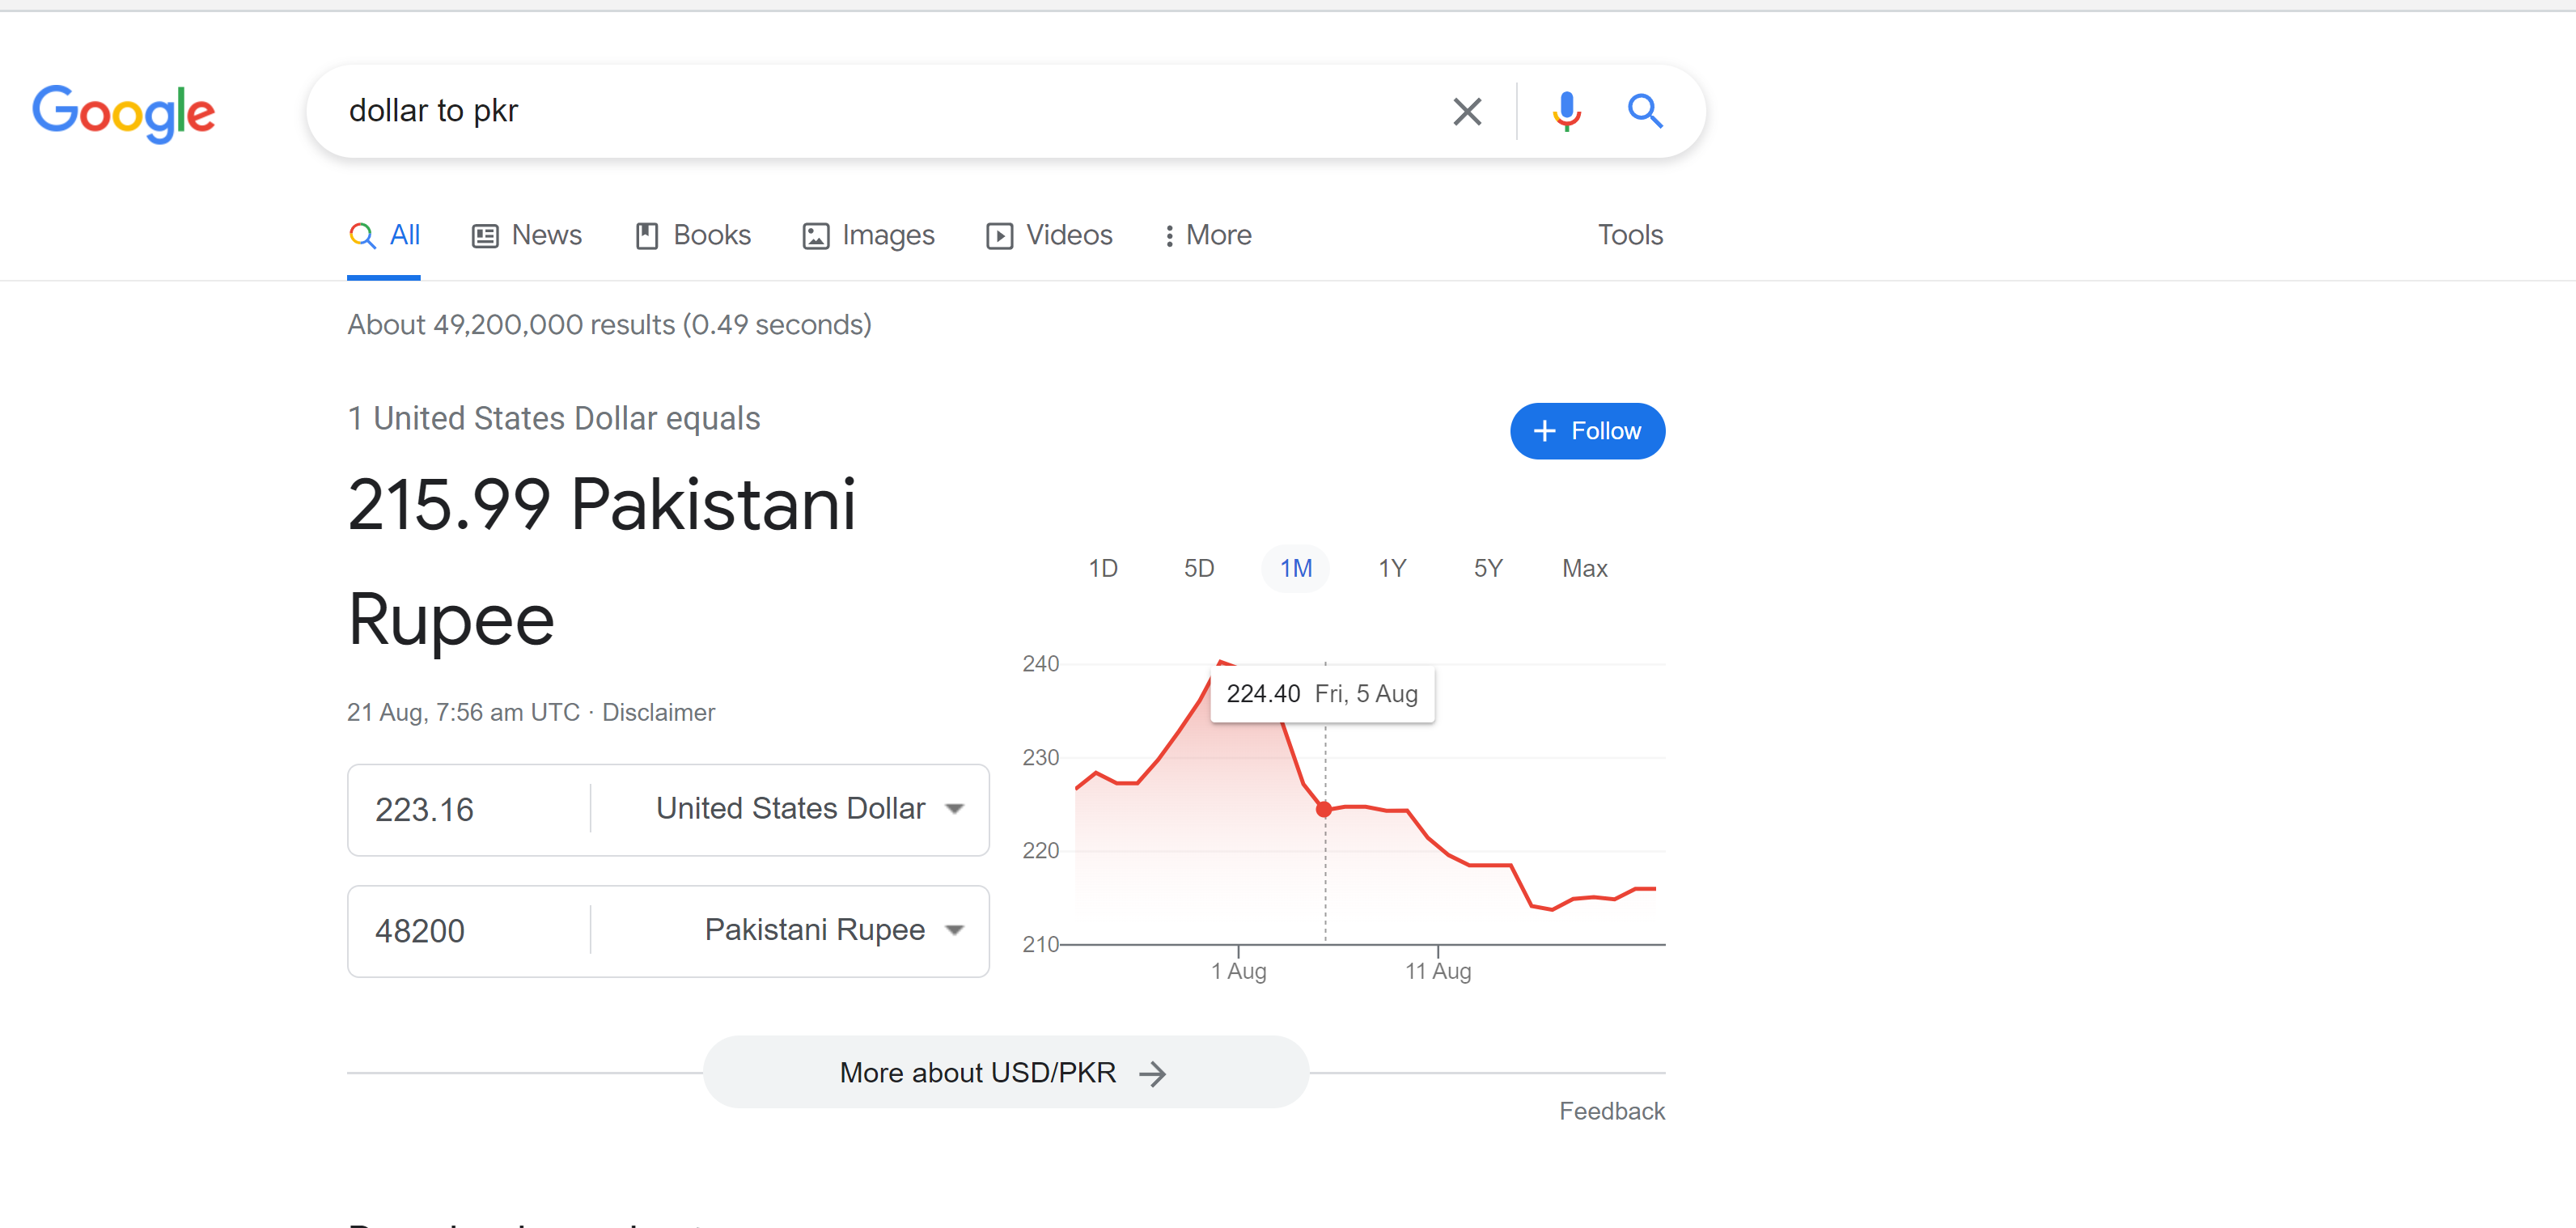 Google
dollar to pkr
All News Books Images Videos More Tools
About 49,200,000 results (0.49 seconds)
1 United States Dollar equals
Follow
215.99 Pakistani
Rupee
21 Aug, 7:56 am UTC · Disclaimer
223.16 United States Dollar
48200 Pakistani Rupee
1D 5D 1M 1Y 5Y Max
240
224.40 Fri, 5 Aug
230
220
210
1 Aug 11 Aug
More about USD/PKR
Feedback